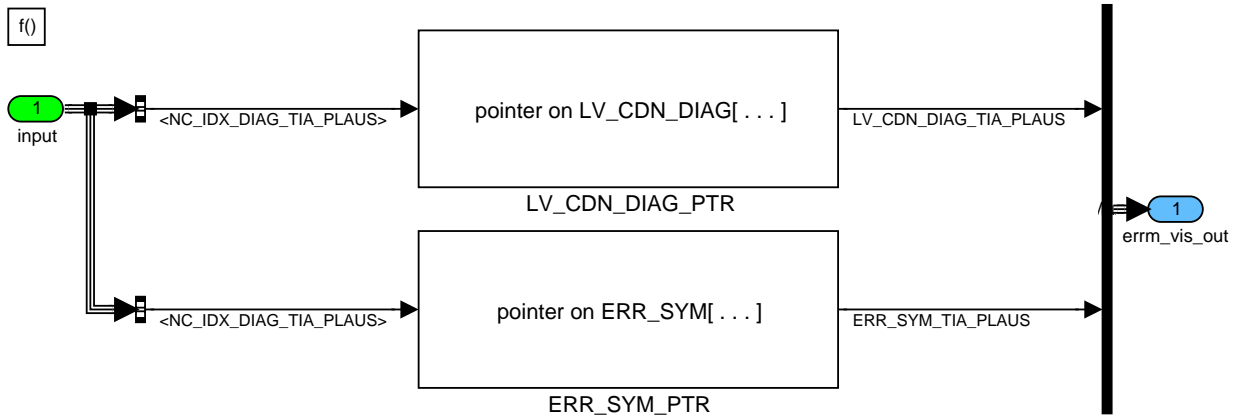 f()
1
input
<NC_IDX_DIAG_TIA_PLAUS>
pointer on LV_CDN_DIAG[ . . . ]
LV_CDN_DIAG_TIA_PLAUS
LV_CDN_DIAG_PTR
1
errm_vis_out
<NC_IDX_DIAG_TIA_PLAUS>
pointer on ERR_SYM[ . . . ]
ERR_SYM_TIA_PLAUS
ERR_SYM_PTR